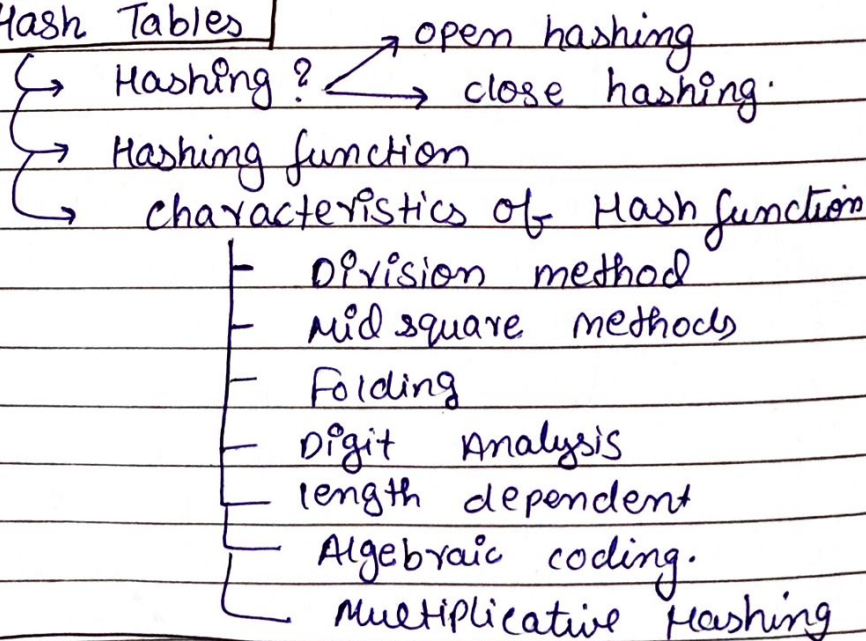 Hash Tables
open hashing
Hashing ?
close hashing.
Hashing function
characteristics of Hash function
Division method
Mid square methods
Folding
Digit Analysis
length dependent
Algebraic coding.
Multiplicative Hashing